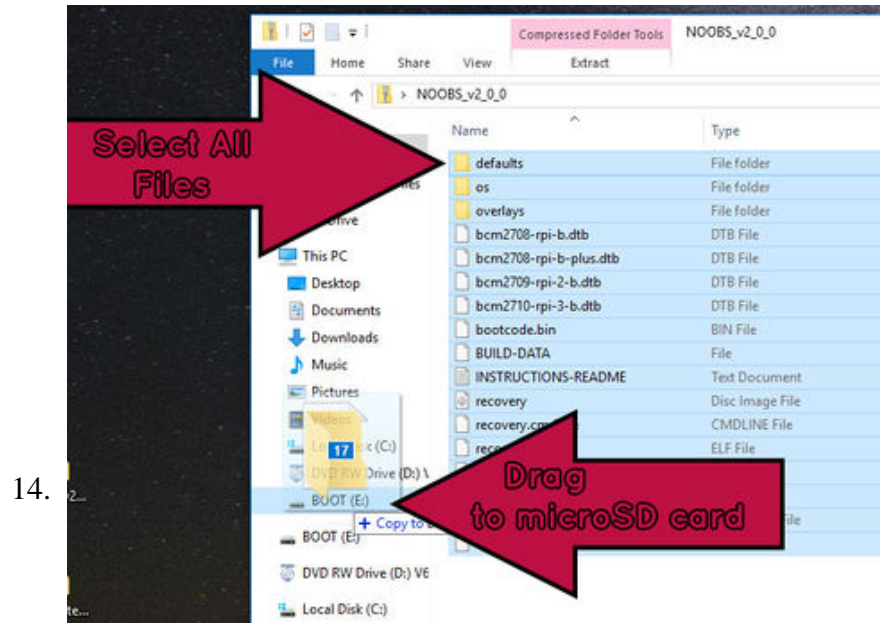 Compressed Folder Tools
NOOBS_v2_0_0
File
Home
Share
View
Extract
> NOOBS_v2_0_0
Name
Type
Select All
Files
defaults
File folder
os
File folder
overlays
File folder
bcm2708-rpi-b.dtb
DTB File
This PC
bcm2708-rpi-b-plus.dtb
DTB File
Desktop
bcm2709-rpi-2-b.dtb
DTB File
Documents
bcm2710-rpi-3-b.dtb
DTB File
Downloads
bootcode.bin
BIN File
Music
BUILD-DATA
File
Pictures
INSTRUCTIONS-README
Text Document
Videos
recovery
Disc Image File
CMDLINE File
ELF File
17
(C:)
DVD RW Drive (D:) V
BOOT (E:)
+ Copy to
Drag
to microSD card
14.
BOOT (E:)
DVD RW Drive (D:) V6
Local Disk (C:)